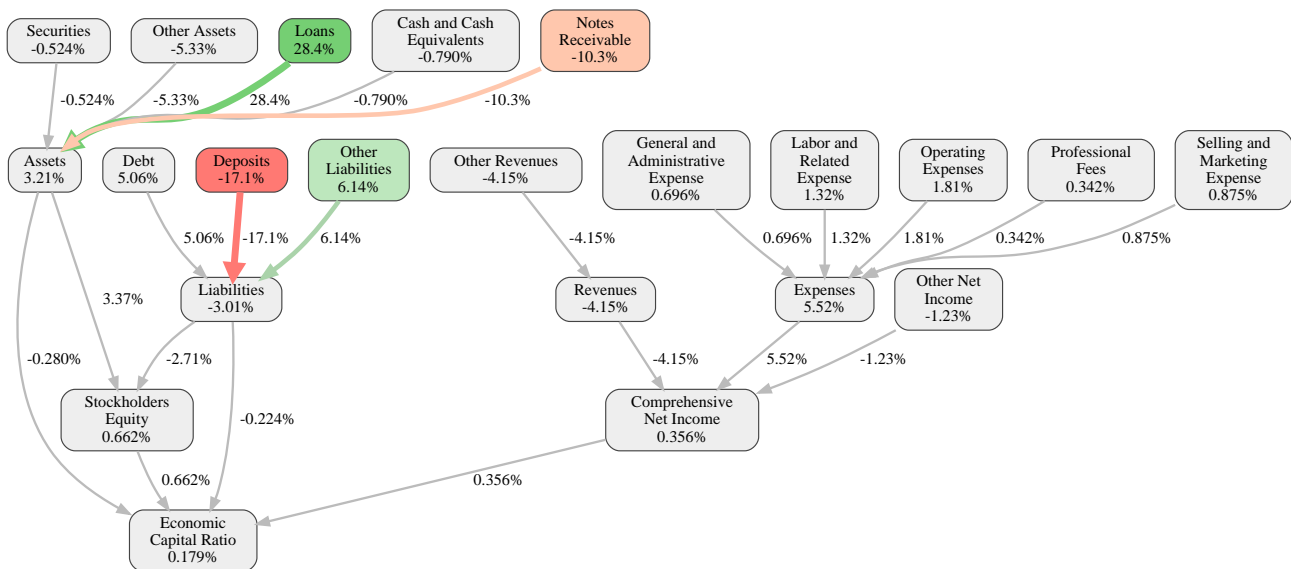 Securities
-0.524%
Other Assets
-5.33%
Loans
28.4%
Cash and Cash
Equivalents
-0.790%
Notes
Receivable
-10.3%
-0.524%
-5.33%
28.4%
-0.790%
-10.3%
Assets
3.21%
Debt
5.06%
Deposits
-17.1%
Other
Liabilities
6.14%
Other Revenues
-4.15%
General and
Administrative
Expense
0.696%
Labor and
Related
Expense
1.32%
Operating
Expenses
1.81%
Professional
Fees
0.342%
Selling and
Marketing
Expense
0.875%
5.06%
-17.1%
6.14%
-4.15%
0.696%
1.32%
1.81%
0.342%
0.875%
3.37%
Liabilities
-3.01%
Revenues
-4.15%
Expenses
5.52%
Other Net
Income
-1.23%
-0.280%
-2.71%
-0.224%
-4.15%
5.52%
-1.23%
Stockholders
Equity
0.662%
Comprehensive
Net Income
0.356%
0.662%
0.356%
Economic
Capital Ratio
0.179%